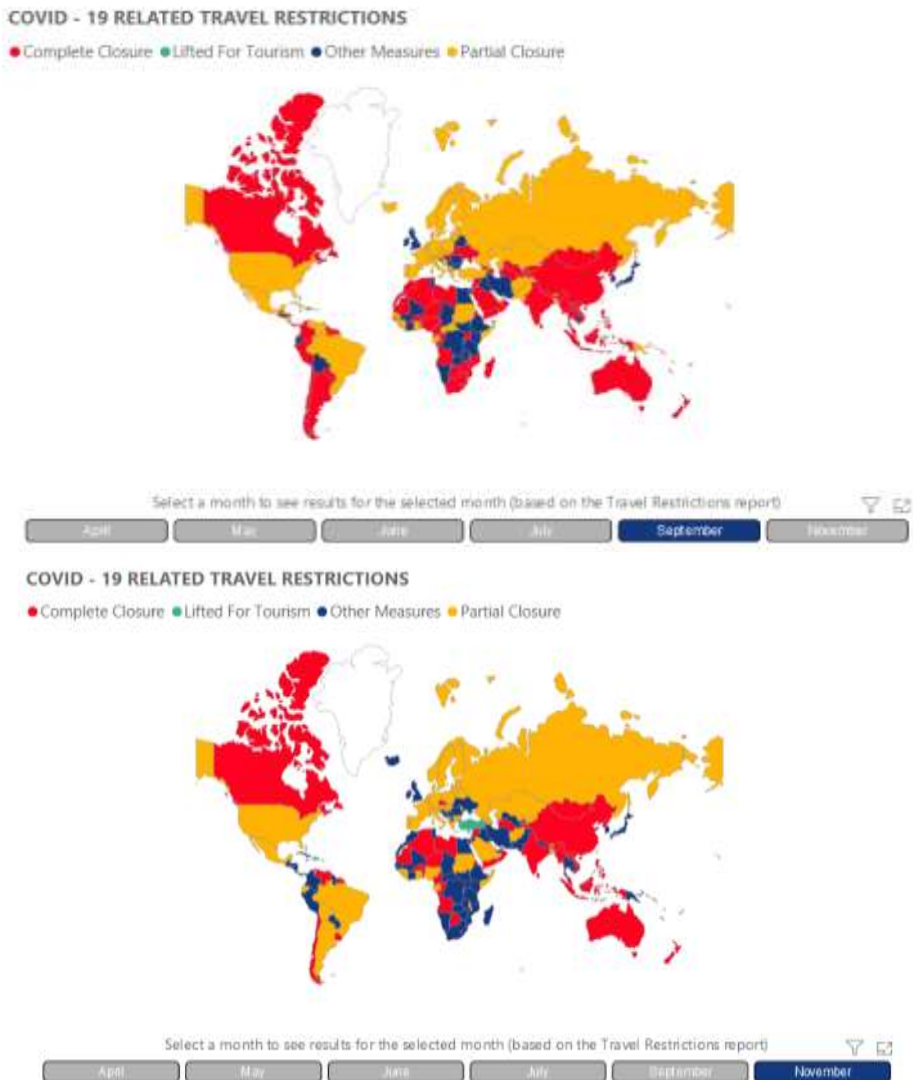 COVID - 19 RELATED TRAVEL RESTRICTIONS
Complete Closure Lifted For Tourism Other Measures Partial Closure
Select a month to see results for the selected month (based on the Travel Restrictions report)
April May June July September November
COVID - 19 RELATED TRAVEL RESTRICTIONS
Complete Closure Lifted For Tourism Other Measures Partial Closure
Select a month to see results for the selected month (based on the Travel Restrictions report)
April May June July September November